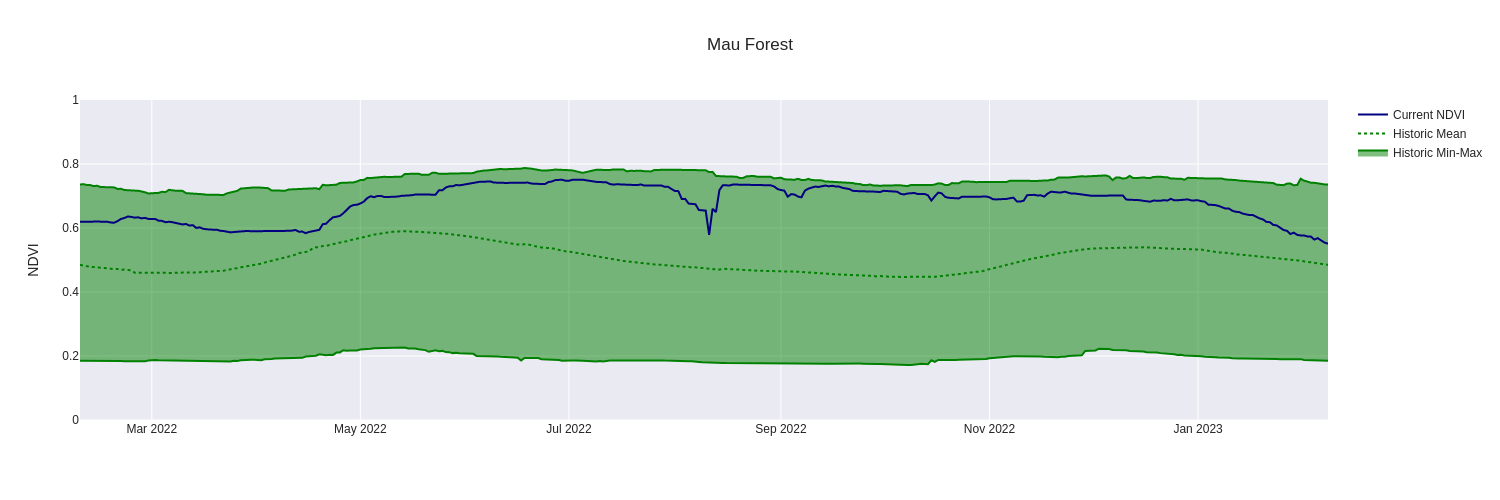 Mau Forest
NDVI
1
0.8
0.6
0.4
0.2
0
Mar 2022
May 2022
Jul 2022
Sep 2022
Nov 2022
Jan 2023
Current NDVI
Historic Mean
Historic Min-Max